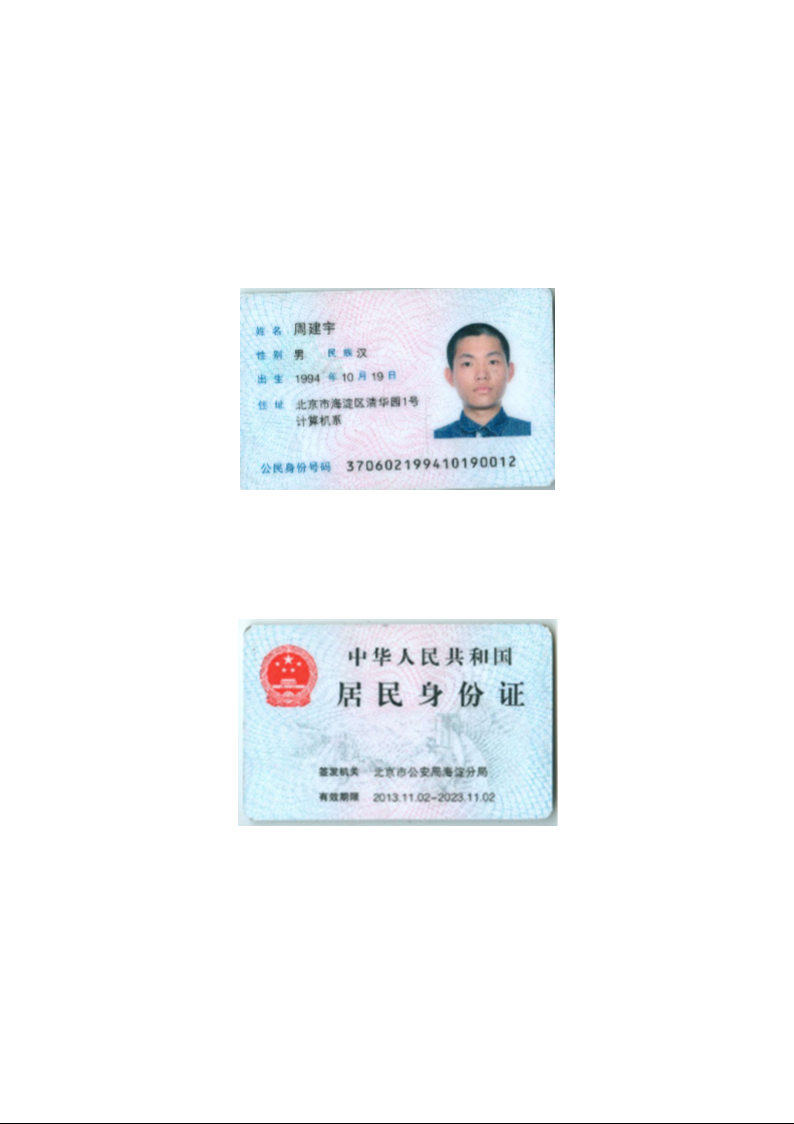 姓名 周建宇
性别 男 民族 汉
出生 1994 年 10 月 19 日
住址 北京市海淀区清华园1号
计算机系
公民身份号码 370602199410190012
中华人民共和国
居民身份证
签发机关 北京市公安局海淀分局
有效期限 2013.11.02-2023.11.02